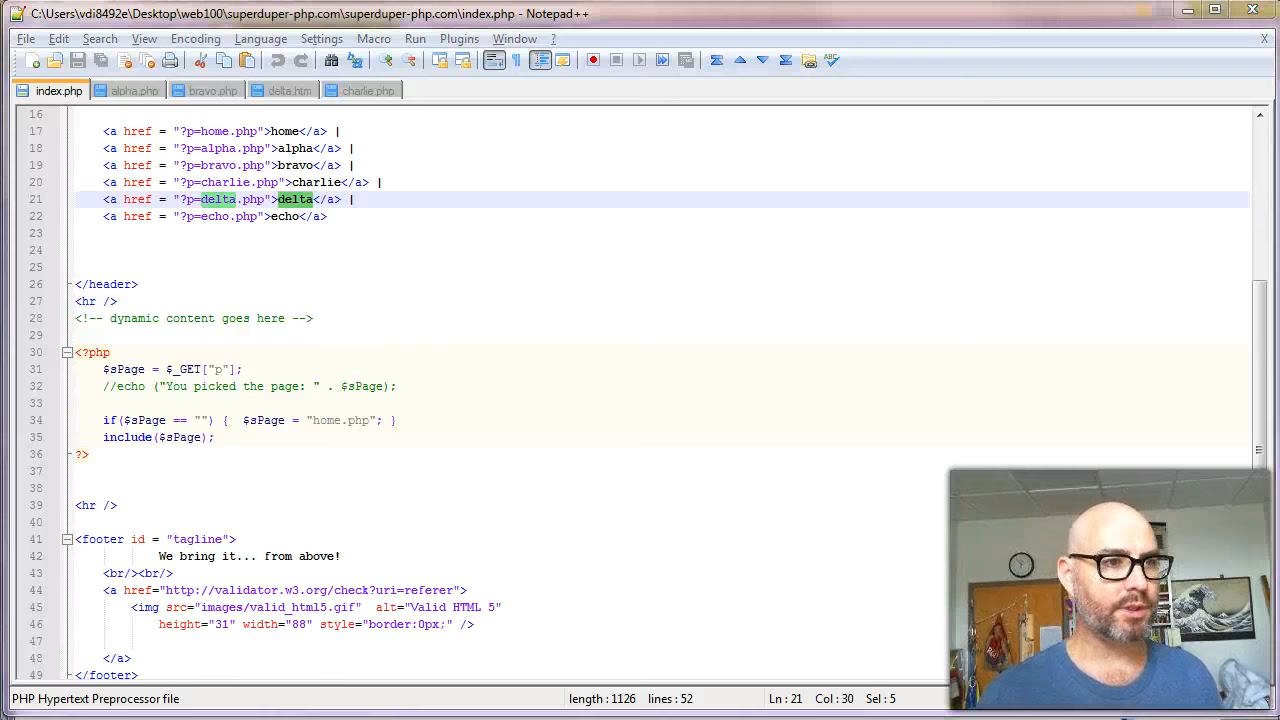 C:\Users\vdi8492e\Desktop\web100\superduper-php.com\superduper-php.com\index.php - Notepad++
File Edit Search View Encoding Language Settings Macro Run Plugins Window ? X
index.php alpha.php bravo.php delta.htm charlie.php
16
17 <a href = "?p=home.php">home</a> |
18 <a href = "?p=alpha.php">alpha</a> |
19 <a href = "?p=bravo.php">bravo</a> |
20 <a href = "?p=charlie.php">charlie</a> |
21 <a href = "?p=delta.php">delta</a> |
22 <a href = "?p=echo.php">echo</a>
23
24
25
26 </header>
27 <hr />
28 <!-- dynamic content goes here -->
29
30 <?php
31 $sPage = $_GET["p"];
32 //echo ("You picked the page: " . $sPage);
33
34 if($sPage == "") { $sPage = "home.php"; }
35 include($sPage);
36 ?>
37
38
39 <hr />
40
41 <footer id = "tagline">
42 We bring it... from above!
43 <br/><br/>
44 <a href="http://validator.w3.org/check?uri=referer">
45 <img src="images/valid_html5.gif" alt="Valid HTML 5"
46 height="31" width="88" style="border:0px;" />
47
48 </a>
49 </footer>
PHP Hypertext Preprocessor file length : 1126 lines : 52 Ln : 21 Col : 30 Sel : 5